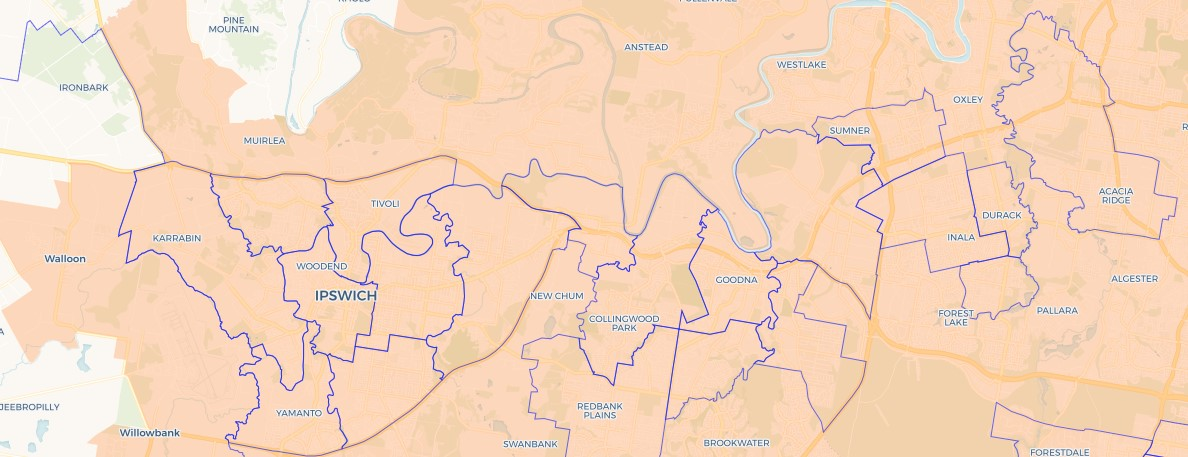 PINE
MOUNTAIN
ANSTEAD
WESTLAKE
IRONBARK
OXLEY
SUMNER
MUIRLEA
ACACIA
RIDGE
TIVOLI
DURACK
KARRABIN
INALA
Walloon
WOODEND
GOODNA
ALGESTER
IPSWICH
NEW CHUM
COLLINGWOOD
PARK
FOREST
LAKE
PALLARA
JEEBROPILLY
YAMANTO
REDBANK
PLAINS
Willowbank
SWANBANK
BROOKWATER
FORESTDALE